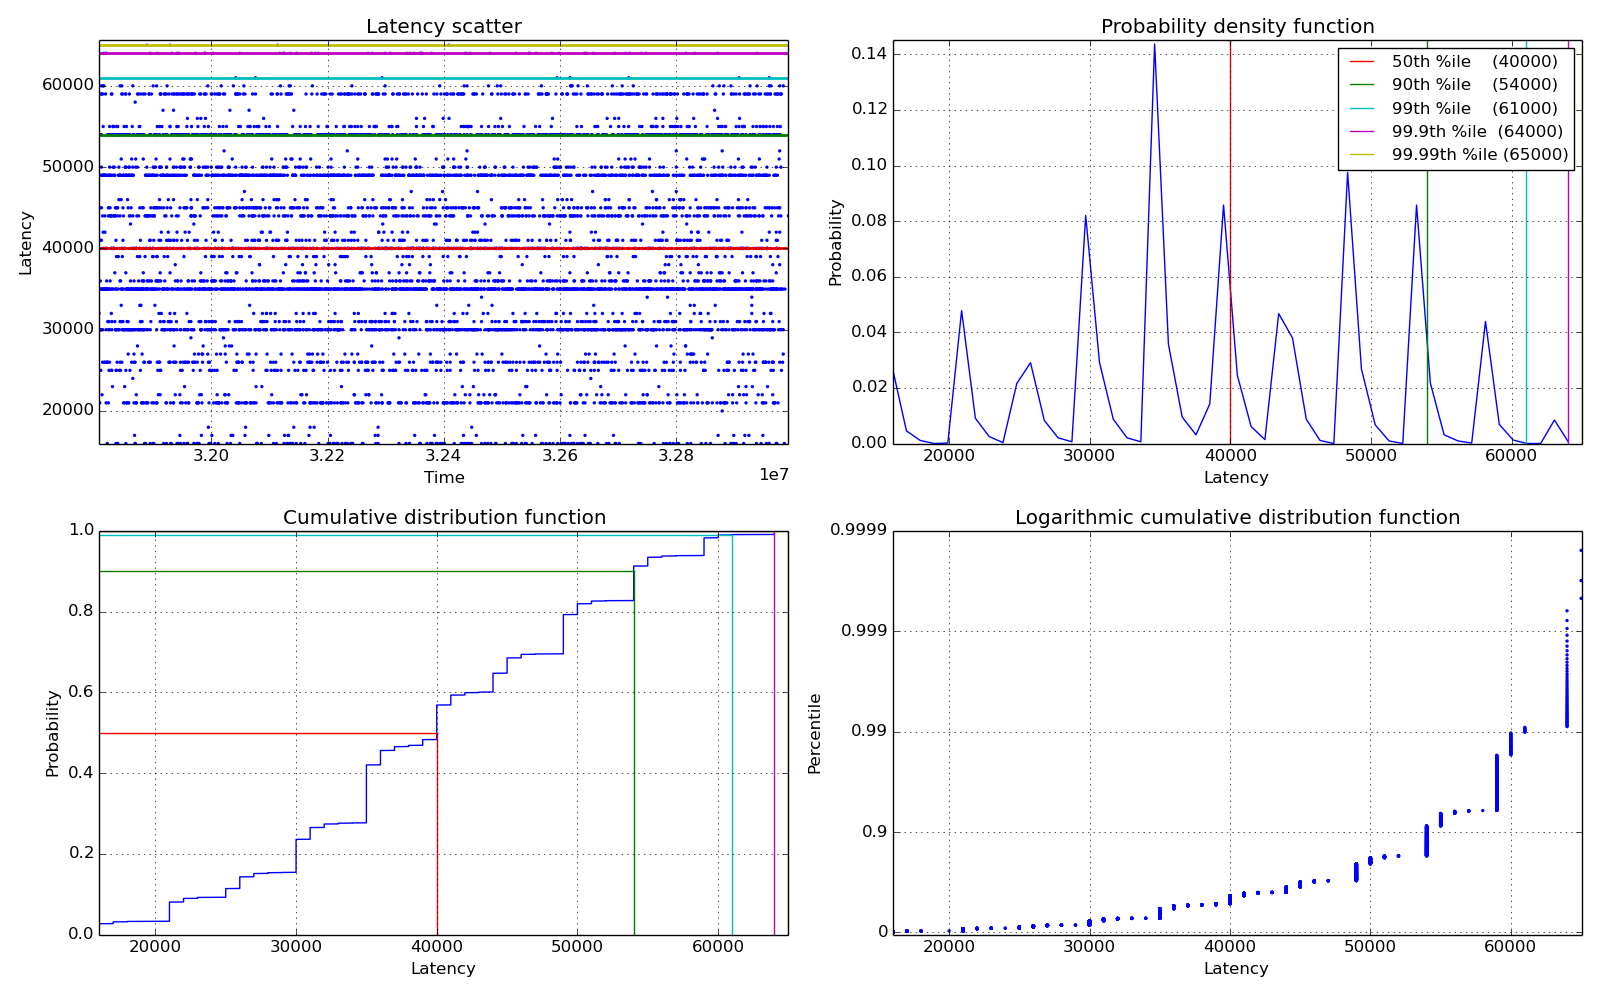 Latency scatter
60000
50000
40000
30000
20000
Latency
3.20
3.22
3.24
3.26
3.28
1e7
Time
Probability density function
50th %ile (40000)
90th %ile (54000)
99th %ile (61000)
99.9th %ile (64000)
99.99th %ile (65000)
0.14
0.12
0.10
0.08
0.06
0.04
0.02
0.00
Probability
20000
30000
40000
50000
60000
Latency
Cumulative distribution function
1.0
0.8
0.6
0.4
0.2
0.0
Probability
20000
30000
40000
50000
60000
Latency
Logarithmic cumulative distribution function
0.9999
0.999
0.99
0.9
0
Percentile
20000
30000
40000
50000
60000
Latency